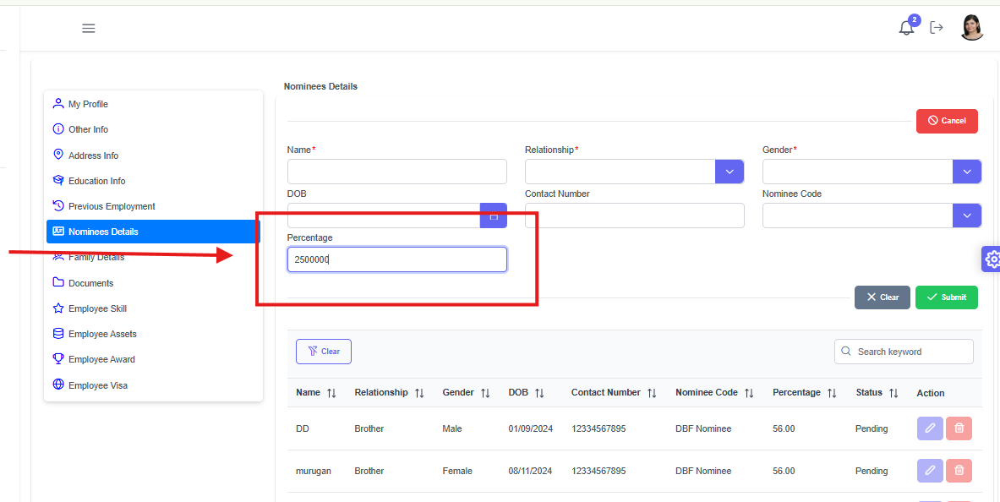 2
Nominees Details
My Profile
Other Info
Address Info
Education Info
Previous Employment
Nominees Details
Family Details
Documents
Employee Skill
Employee Assets
Employee Award
Employee Visa
Cancel
Name* Relationship* Gender*
DOB Contact Number Nominee Code
Percentage
2500000
Clear Submit
Clear Search keyword
Name Relationship Gender DOB Contact Number Nominee Code Percentage Status Action
DD Brother Male 01/09/2024 12334567895 DBF Nominee 56.00 Pending
murugan Brother Female 08/11/2024 12334567895 DBF Nominee 56.00 Pending